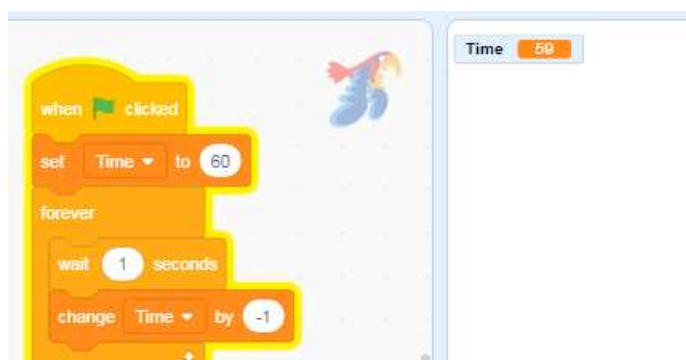 Time 59
when clicked
set Time to 60
forever
wait 1 seconds
change Time by -1